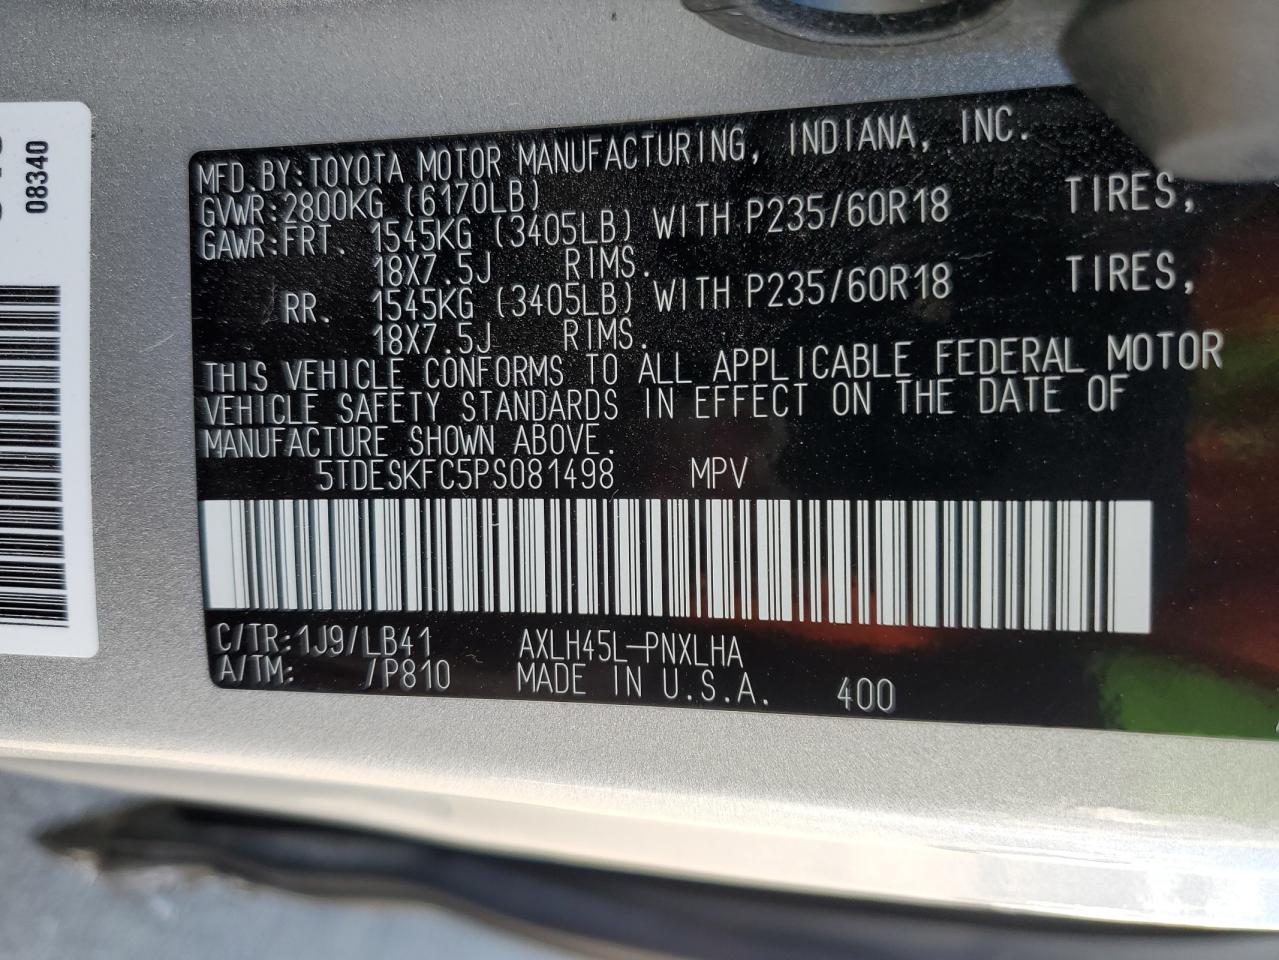 08340
MFD.BY:TOYOTA MOTOR MANUFACTURING, INDIANA, INC.
GVWR:2800KG (6170LB)
GAWR:FRT. 1545KG (3405LB) WITH P235/60R18 TIRES,
18X7.5J RIMS.
RR. 1545KG (3405LB) WITH P235/60R18 TIRES,
18X7.5J RIMS.
THIS VEHICLE CONFORMS TO ALL APPLICABLE FEDERAL MOTOR
VEHICLE SAFETY STANDARDS IN EFFECT ON THE DATE OF
MANUFACTURE SHOWN ABOVE.
5TDESKFC5PS081498 MPV
C/TR:1J9/LB41 AXLH45L-PNXLHA
A/TM: /P810 MADE IN U.S.A. 400